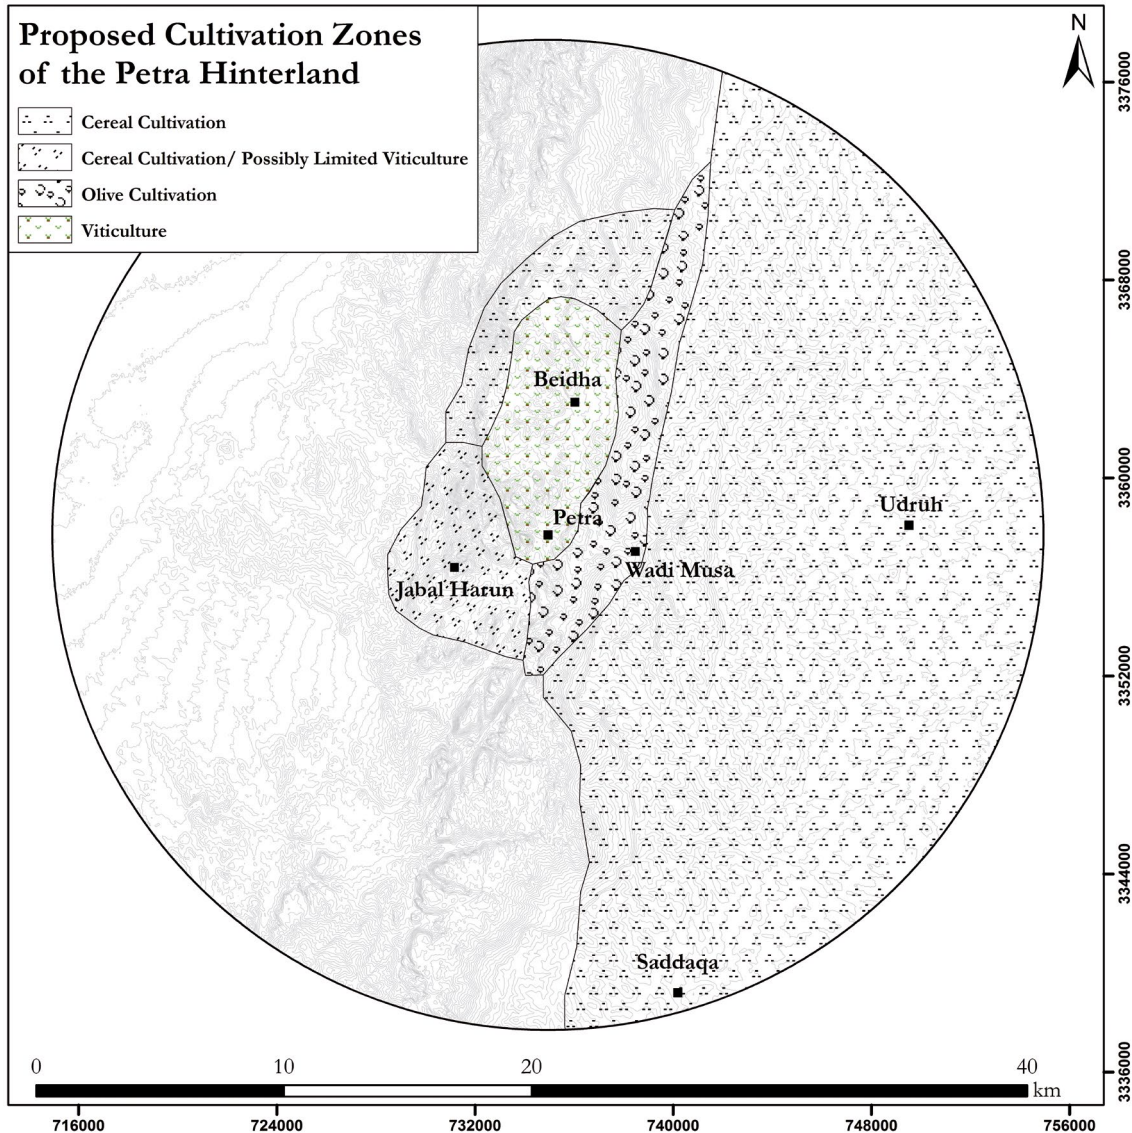 Proposed Cultivation Zones
of the Petra Hinterland
Cereal Cultivation
Cereal Cultivation/ Possibly Limited Viticulture
Olive Cultivation
Viticulture
N
3376000
3368000
Beidha
3360000
Udruh
Petra
Wadi Musa
Jabal Harun
3352000
3344000
Saddaqa
3336000
0 10 20 40
km
716000 724000 732000 740000 748000 756000